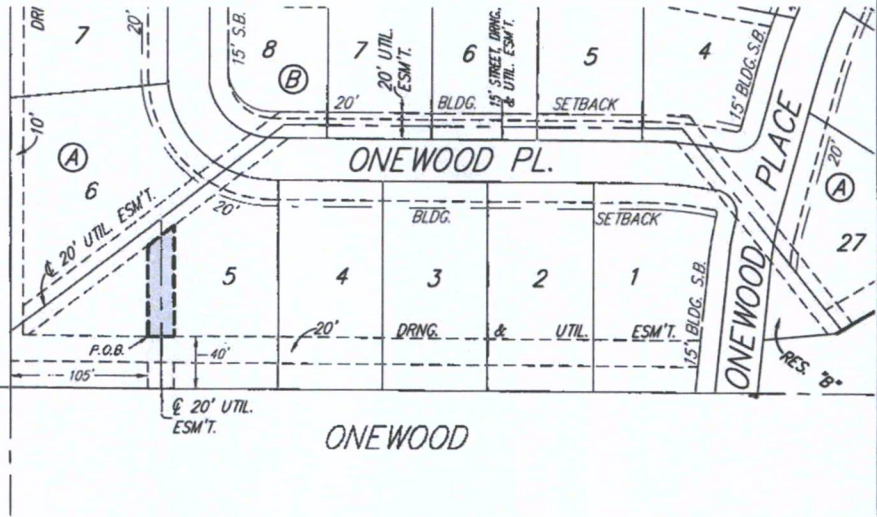 DRI
7
20'
15' S.B.
8
B
7
20' UTIL.
ESM'T.
6
15' STREET, DRNG.,
& UTIL. ESM'T.
5
4
15' BLDG. S.B.
20'
BLDG.
SETBACK
10'
A
6
ONEWOOD PL.
PLACE
20'
A
27
℄ 20' UTIL. ESM'T.
20'
BLDG.
SETBACK
5
4
3
2
1
ONEWOOD
15' BLDG. S.B.
20'
DRNG.
&
UTIL.
ESM'T.
P.O.B.
40'
105'
RES. "B"
℄ 20' UTIL.
ESM'T.
ONEWOOD